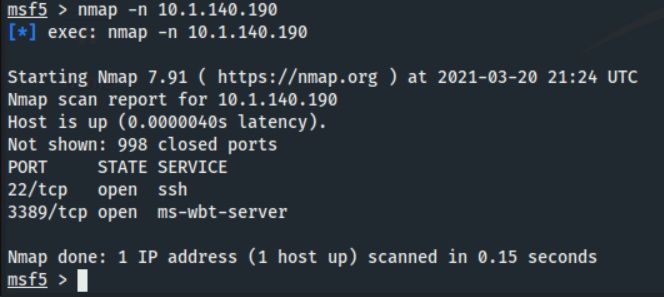 msf5 > nmap -n 10.1.140.190
[*] exec: nmap -n 10.1.140.190
Starting Nmap 7.91 ( https://nmap.org ) at 2021-03-20 21:24 UTC
Nmap scan report for 10.1.140.190
Host is up (0.0000040s latency).
Not shown: 998 closed ports
PORT     STATE SERVICE
22/tcp   open  ssh
3389/tcp open  ms-wbt-server
Nmap done: 1 IP address (1 host up) scanned in 0.15 seconds
msf5 >